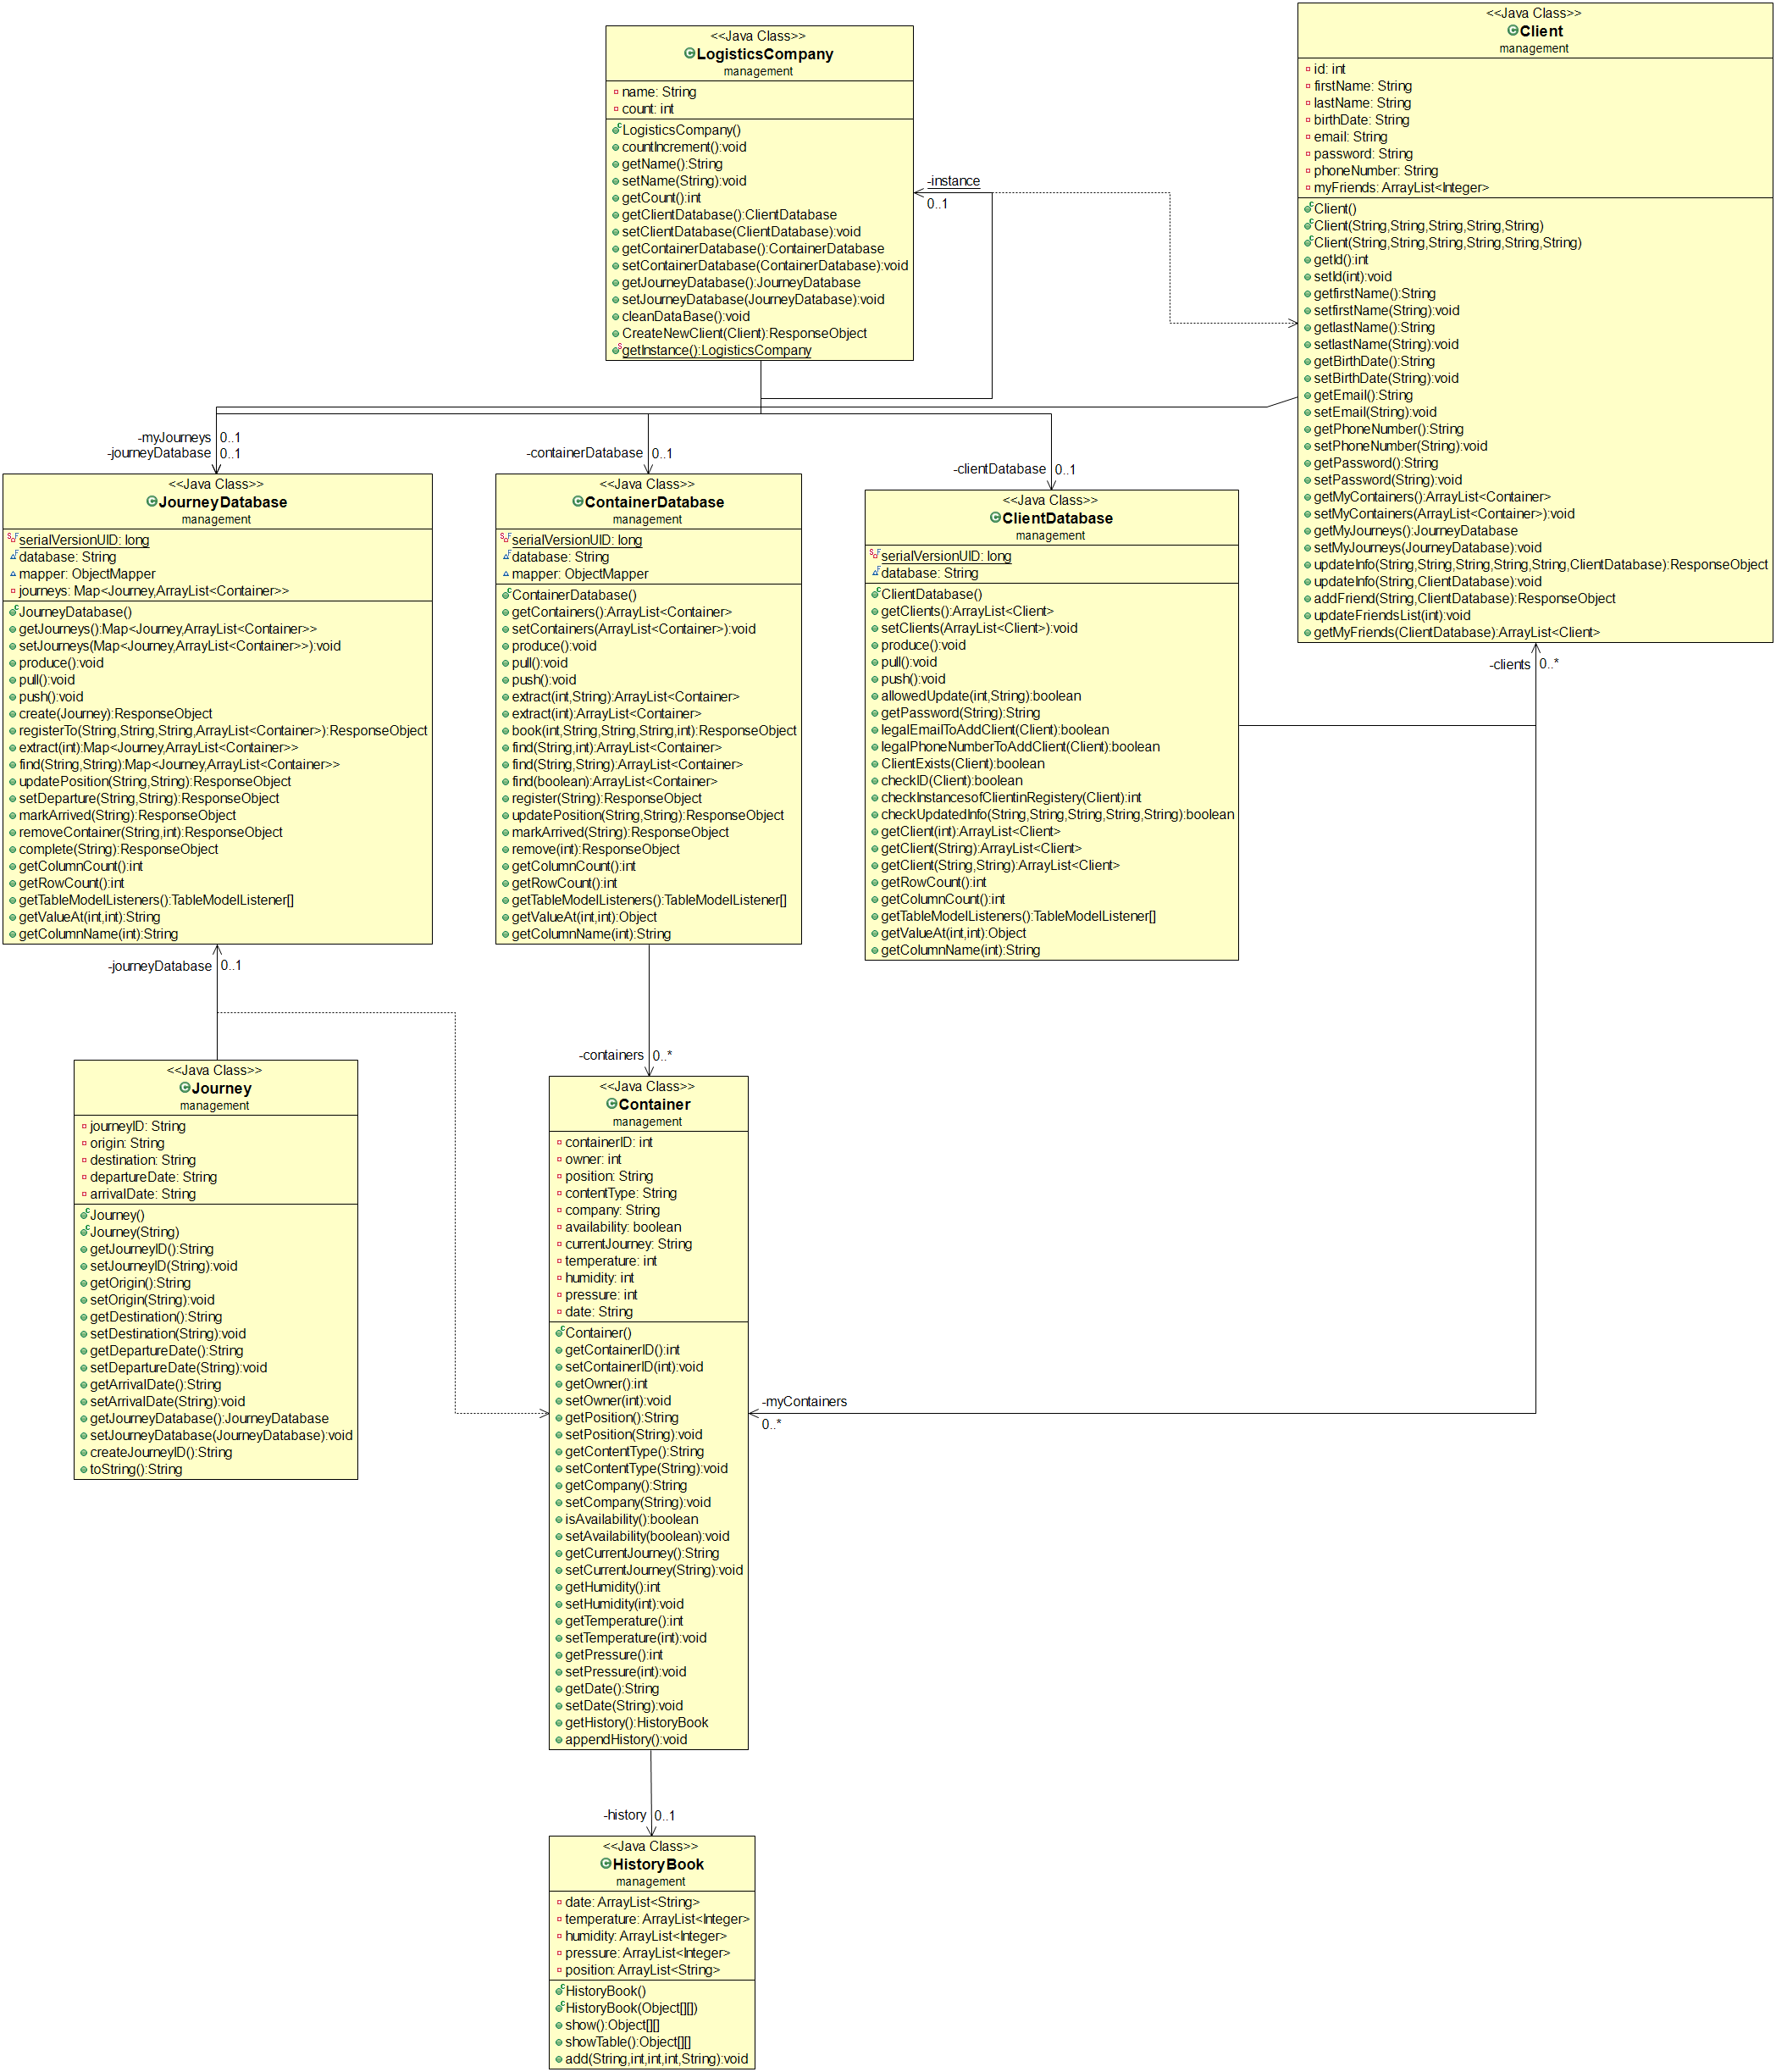 <<Java Class>>
LogisticsCompany
management
name: String
count: int
LogisticsCompany()
countIncrement():void
getName():String
setName(String):void
getCount():int
getClientDatabase():ClientDatabase
setClientDatabase(ClientDatabase):void
getContainerDatabase():ContainerDatabase
setContainerDatabase(ContainerDatabase):void
getJourneyDatabase():JourneyDatabase
setJourneyDatabase(JourneyDatabase):void
cleanDataBase():void
CreateNewClient(Client):ResponseObject
getInstance():LogisticsCompany
-instance
0..1
<<Java Class>>
Client
management
id: int
firstName: String
lastName: String
birthDate: String
email: String
password: String
phoneNumber: String
myFriends: ArrayList<Integer>
Client()
Client(String,String,String,String,String)
Client(String,String,String,String,String,String)
getId():int
setId(int):void
getfirstName():String
setfirstName(String):void
getlastName():String
setlastName(String):void
getBirthDate():String
setBirthDate(String):void
getEmail():String
setEmail(String):void
getPhoneNumber():String
setPhoneNumber(String):void
getPassword():String
setPassword(String):void
getMyContainers():ArrayList<Container>
setMyContainers(ArrayList<Container>):void
getMyJourneys():JourneyDatabase
setMyJourneys(JourneyDatabase):void
updateInfo(String,String,String,String,String,ClientDatabase):ResponseObject
updateInfo(String,ClientDatabase):void
addFriend(String,ClientDatabase):ResponseObject
updateFriendsList(int):void
getMyFriends(ClientDatabase):ArrayList<Client>
-clients 0..*
-myJourneys 0..1
-journeyDatabase 0..1
-containerDatabase 0..1
-clientDatabase 0..1
<<Java Class>>
JourneyDatabase
management
serialVersionUID: long
database: String
mapper: ObjectMapper
journeys: Map<Journey,ArrayList<Container>>
JourneyDatabase()
getJourneys():Map<Journey,ArrayList<Container>>
setJourneys(Map<Journey,ArrayList<Container>>):void
produce():void
pull():void
push():void
create(Journey):ResponseObject
registerTo(String,String,String,ArrayList<Container>):ResponseObject
extract(int):Map<Journey,ArrayList<Container>>
find(String,String):Map<Journey,ArrayList<Container>>
updatePosition(String,String):ResponseObject
setDeparture(String,String):ResponseObject
markArrived(String):ResponseObject
removeContainer(String,int):ResponseObject
complete(String):ResponseObject
getColumnCount():int
getRowCount():int
getTableModelListeners():TableModelListener[]
getValueAt(int,int):String
getColumnName(int):String
<<Java Class>>
ContainerDatabase
management
serialVersionUID: long
database: String
mapper: ObjectMapper
ContainerDatabase()
getContainers():ArrayList<Container>
setContainers(ArrayList<Container>):void
produce():void
pull():void
push():void
extract(int,String):ArrayList<Container>
extract(int):ArrayList<Container>
book(int,String,String,String,int):ResponseObject
find(String,int):ArrayList<Container>
find(String,String):ArrayList<Container>
find(boolean):ArrayList<Container>
register(String):ResponseObject
updatePosition(String,String):ResponseObject
markArrived(String):ResponseObject
remove(int):ResponseObject
getColumnCount():int
getRowCount():int
getTableModelListeners():TableModelListener[]
getValueAt(int,int):Object
getColumnName(int):String
<<Java Class>>
ClientDatabase
management
serialVersionUID: long
database: String
ClientDatabase()
getClients():ArrayList<Client>
setClients(ArrayList<Client>):void
produce():void
pull():void
push():void
allowedUpdate(int,String):boolean
getPassword(String):String
legalEmailToAddClient(Client):boolean
legalPhoneNumberToAddClient(Client):boolean
ClientExists(Client):boolean
checkID(Client):boolean
checkInstancesofClientinRegistery(Client):int
checkUpdatedInfo(String,String,String,String,String):boolean
getClient(int):ArrayList<Client>
getClient(String):ArrayList<Client>
getClient(String,String):ArrayList<Client>
getRowCount():int
getColumnCount():int
getTableModelListeners():TableModelListener[]
getValueAt(int,int):Object
getColumnName(int):String
-journeyDatabase 0..1
-containers 0..*
<<Java Class>>
Journey
management
journeyID: String
origin: String
destination: String
departureDate: String
arrivalDate: String
Journey()
Journey(String)
getJourneyID():String
setJourneyID(String):void
getOrigin():String
setOrigin(String):void
getDestination():String
setDestination(String):void
getDepartureDate():String
setDepartureDate(String):void
getArrivalDate():String
setArrivalDate(String):void
getJourneyDatabase():JourneyDatabase
setJourneyDatabase(JourneyDatabase):void
createJourneyID():String
toString():String
<<Java Class>>
Container
management
containerID: int
owner: int
position: String
contentType: String
company: String
availability: boolean
currentJourney: String
temperature: int
humidity: int
pressure: int
date: String
Container()
getContainerID():int
setContainerID(int):void
getOwner():int
setOwner(int):void
getPosition():String
setPosition(String):void
getContentType():String
setContentType(String):void
getCompany():String
setCompany(String):void
isAvailability():boolean
setAvailability(boolean):void
getCurrentJourney():String
setCurrentJourney(String):void
getHumidity():int
setHumidity(int):void
getTemperature():int
setTemperature(int):void
getPressure():int
setPressure(int):void
getDate():String
setDate(String):void
getHistory():HistoryBook
appendHistory():void
-myContainers
0..*
-history 0..1
<<Java Class>>
HistoryBook
management
date: ArrayList<String>
temperature: ArrayList<Integer>
humidity: ArrayList<Integer>
pressure: ArrayList<Integer>
position: ArrayList<String>
HistoryBook()
HistoryBook(Object[][])
show():Object[][]
showTable():Object[][]
add(String,int,int,int,String):void